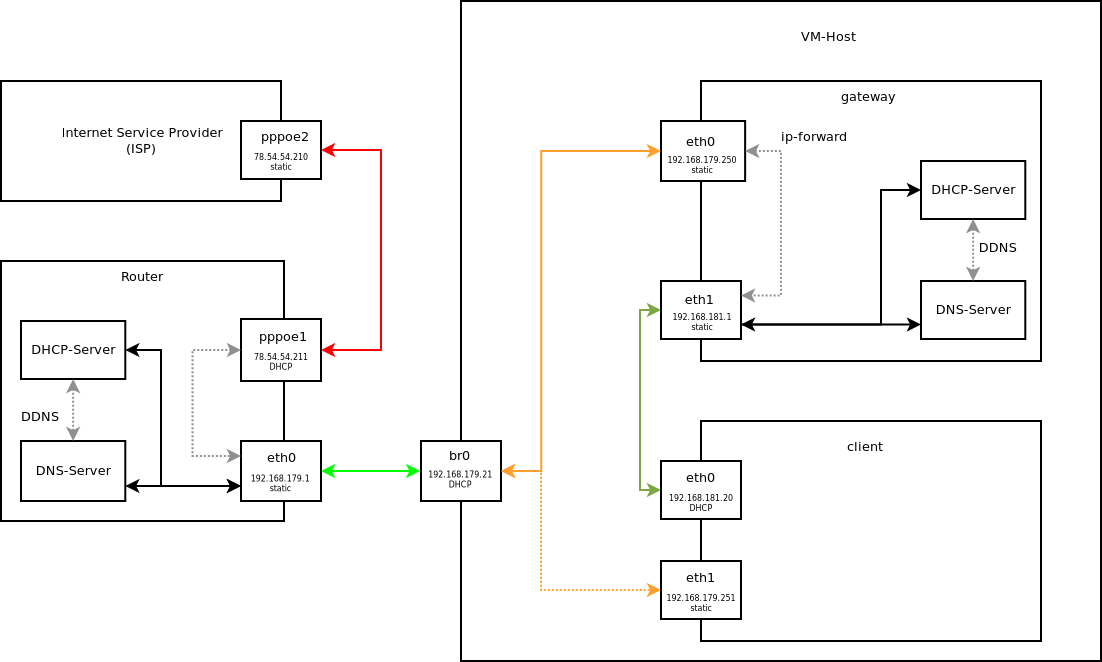 VM-Host
Internet Service Provider
(ISP)
pppoe2
78.54.54.210
static
Router
DHCP-Server
DDNS
DNS-Server
pppoe1
78.54.54.211
DHCP
eth0
192.168.179.1
static
br0
192.168.179.21
DHCP
gateway
eth0
192.168.179.250
static
ip-forward
DHCP-Server
DDNS
DNS-Server
eth1
192.168.181.1
static
client
eth0
192.168.181.20
DHCP
eth1
192.168.179.251
static